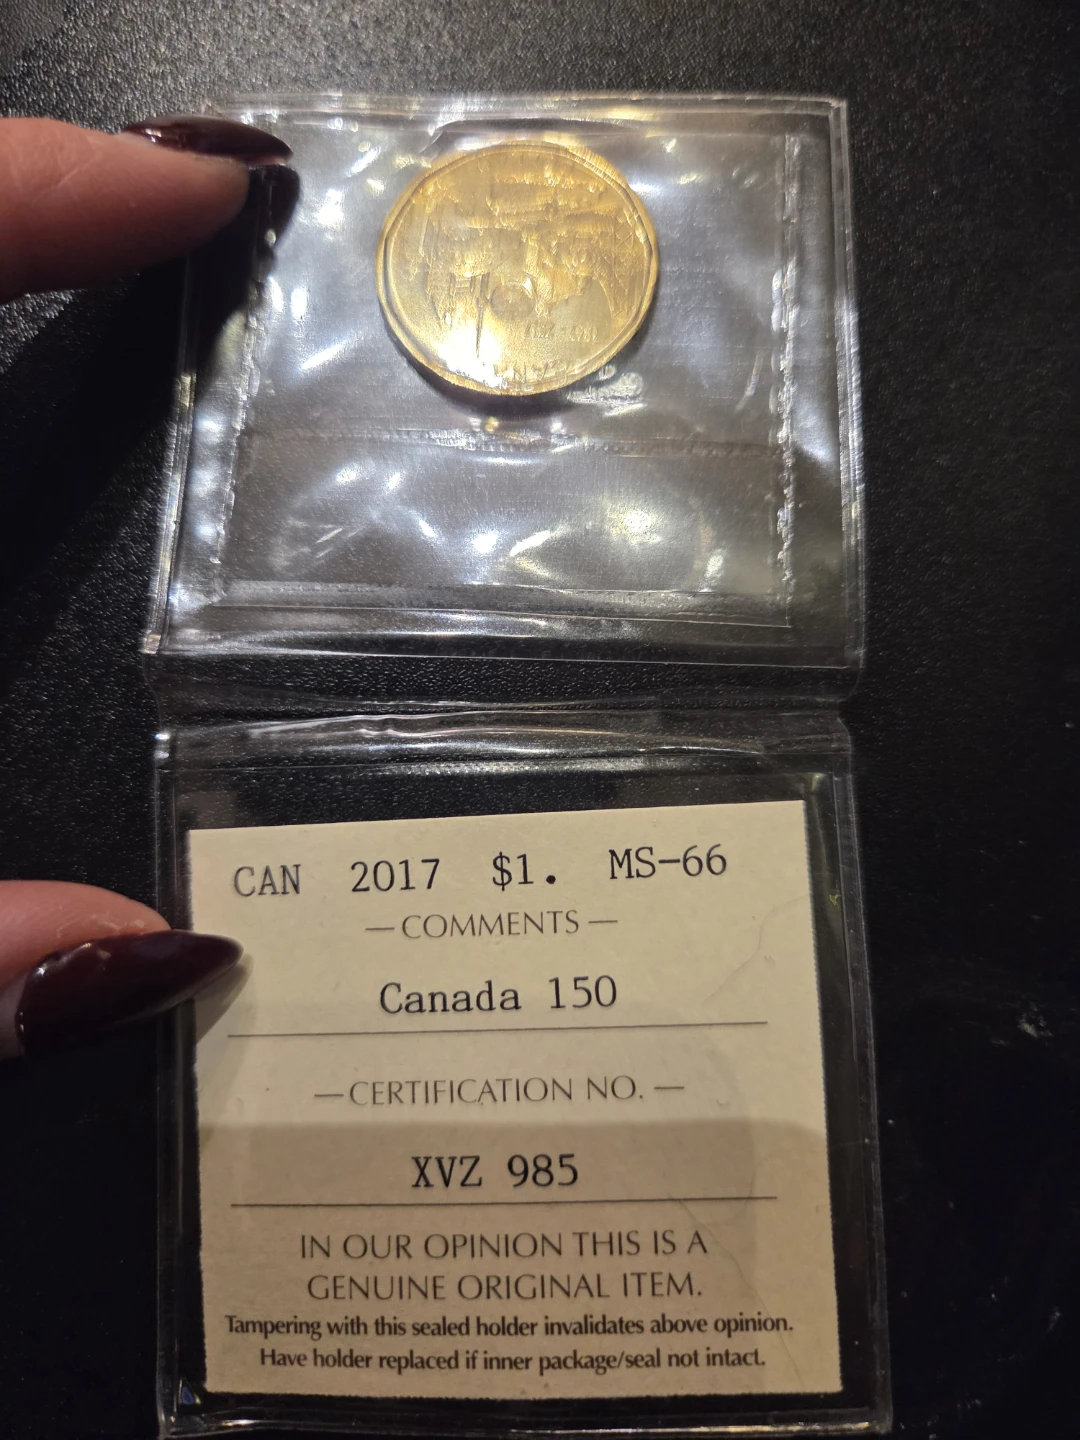 CAN 2017 $1. MS-66
— COMMENTS —
Canada 150
— CERTIFICATION NO. —
XVZ 985
IN OUR OPINION THIS IS A
GENUINE ORIGINAL ITEM.
Tampering with this sealed holder invalidates above opinion.
Have holder replaced if inner package/seal not intact.